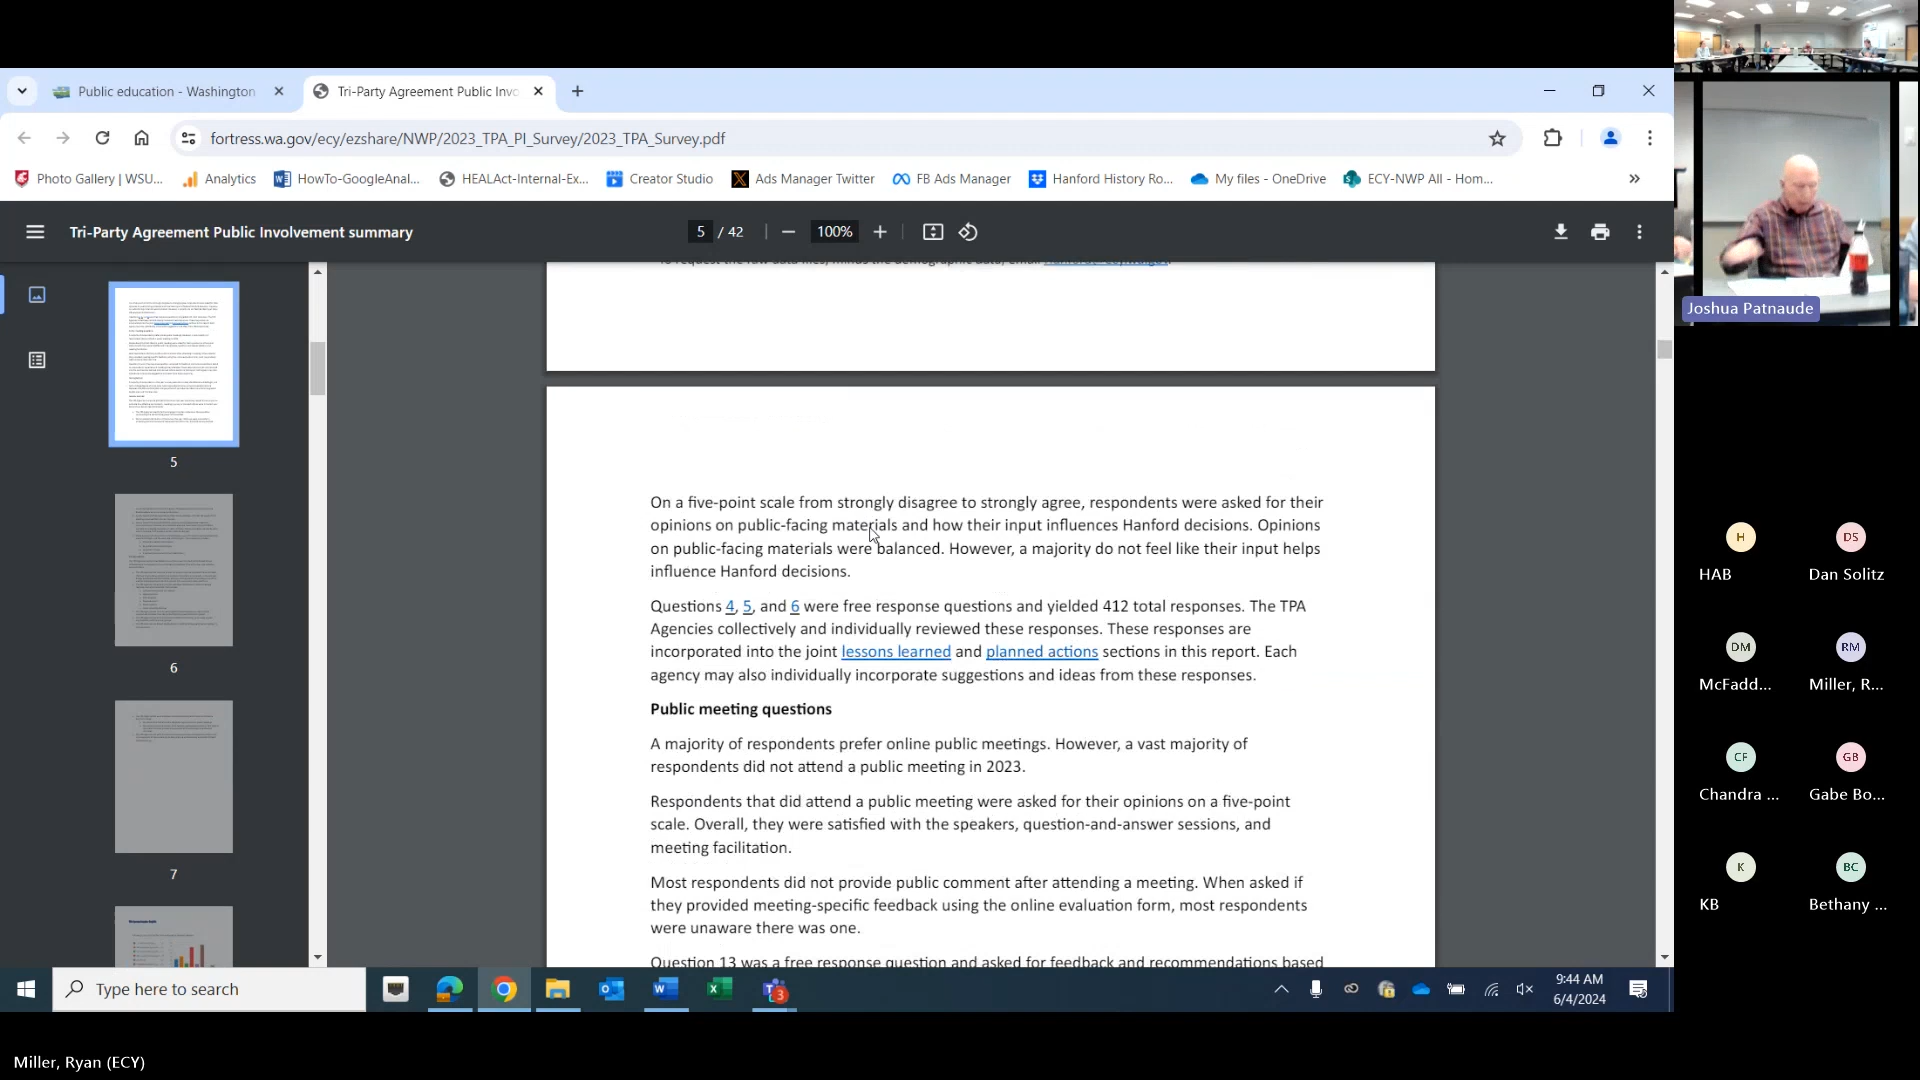 Public education - Washington
Tri-Party Agreement Public Invo
fortress.wa.gov/ecy/ezshare/NWP/2023_TPA_PI_Survey/2023_TPA_Survey.pdf
Photo Gallery | WSU...
Analytics
HowTo-GoogleAnal...
HEALAct-Internal-Ex...
Creator Studio
Ads Manager Twitter
FB Ads Manager
Hanford History Ro...
My files - OneDrive
ECY-NWP All - Hom...
Tri-Party Agreement Public Involvement summary
5 / 42
100%
5
6
7
On a five-point scale from strongly disagree to strongly agree, respondents were asked for their
opinions on public-facing materials and how their input influences Hanford decisions. Opinions
on public-facing materials were balanced. However, a majority do not feel like their input helps
influence Hanford decisions.
Questions 4, 5, and 6 were free response questions and yielded 412 total responses. The TPA
Agencies collectively and individually reviewed these responses. These responses are
incorporated into the joint lessons learned and planned actions sections in this report. Each
agency may also individually incorporate suggestions and ideas from these responses.
Public meeting questions
A majority of respondents prefer online public meetings. However, a vast majority of
respondents did not attend a public meeting in 2023.
Respondents that did attend a public meeting were asked for their opinions on a five-point
scale. Overall, they were satisfied with the speakers, question-and-answer sessions, and
meeting facilitation.
Most respondents did not provide public comment after attending a meeting. When asked if
they provided meeting-specific feedback using the online evaluation form, most respondents
were unaware there was one.
Question 13 was a free response question and asked for feedback and recommendations based
Type here to search
3
9:44 AM
6/4/2024
Joshua Patnaude
H
HAB
DS
Dan Solitz
DM
McFadd...
RM
Miller, R...
CF
Chandra ...
GB
Gabe Bo...
K
KB
BC
Bethany ...
Miller, Ryan (ECY)